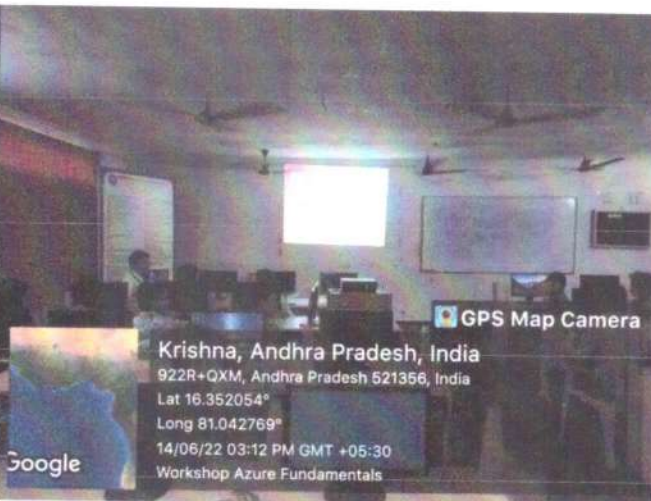 GPS Map Camera
Krishna, Andhra Pradesh, India
922R+QXM, Andhra Pradesh 521356, India
Lat 16.352054°
Long 81.042769°
14/06/22 03:12 PM GMT +05:30
Workshop Azure Fundamentals
Google